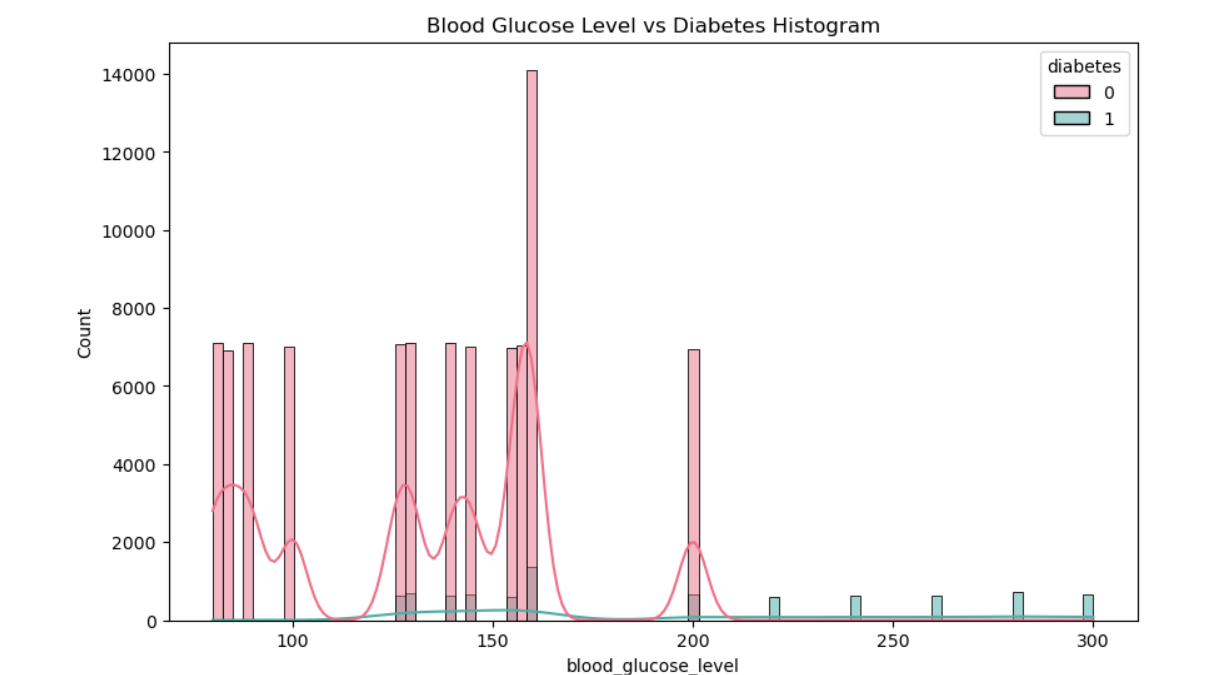 Blood Glucose Level vs Diabetes Histogram
diabetes
0
1
14000
12000
10000
8000
6000
4000
2000
0
Count
100 150 200 250 300
blood_glucose_level